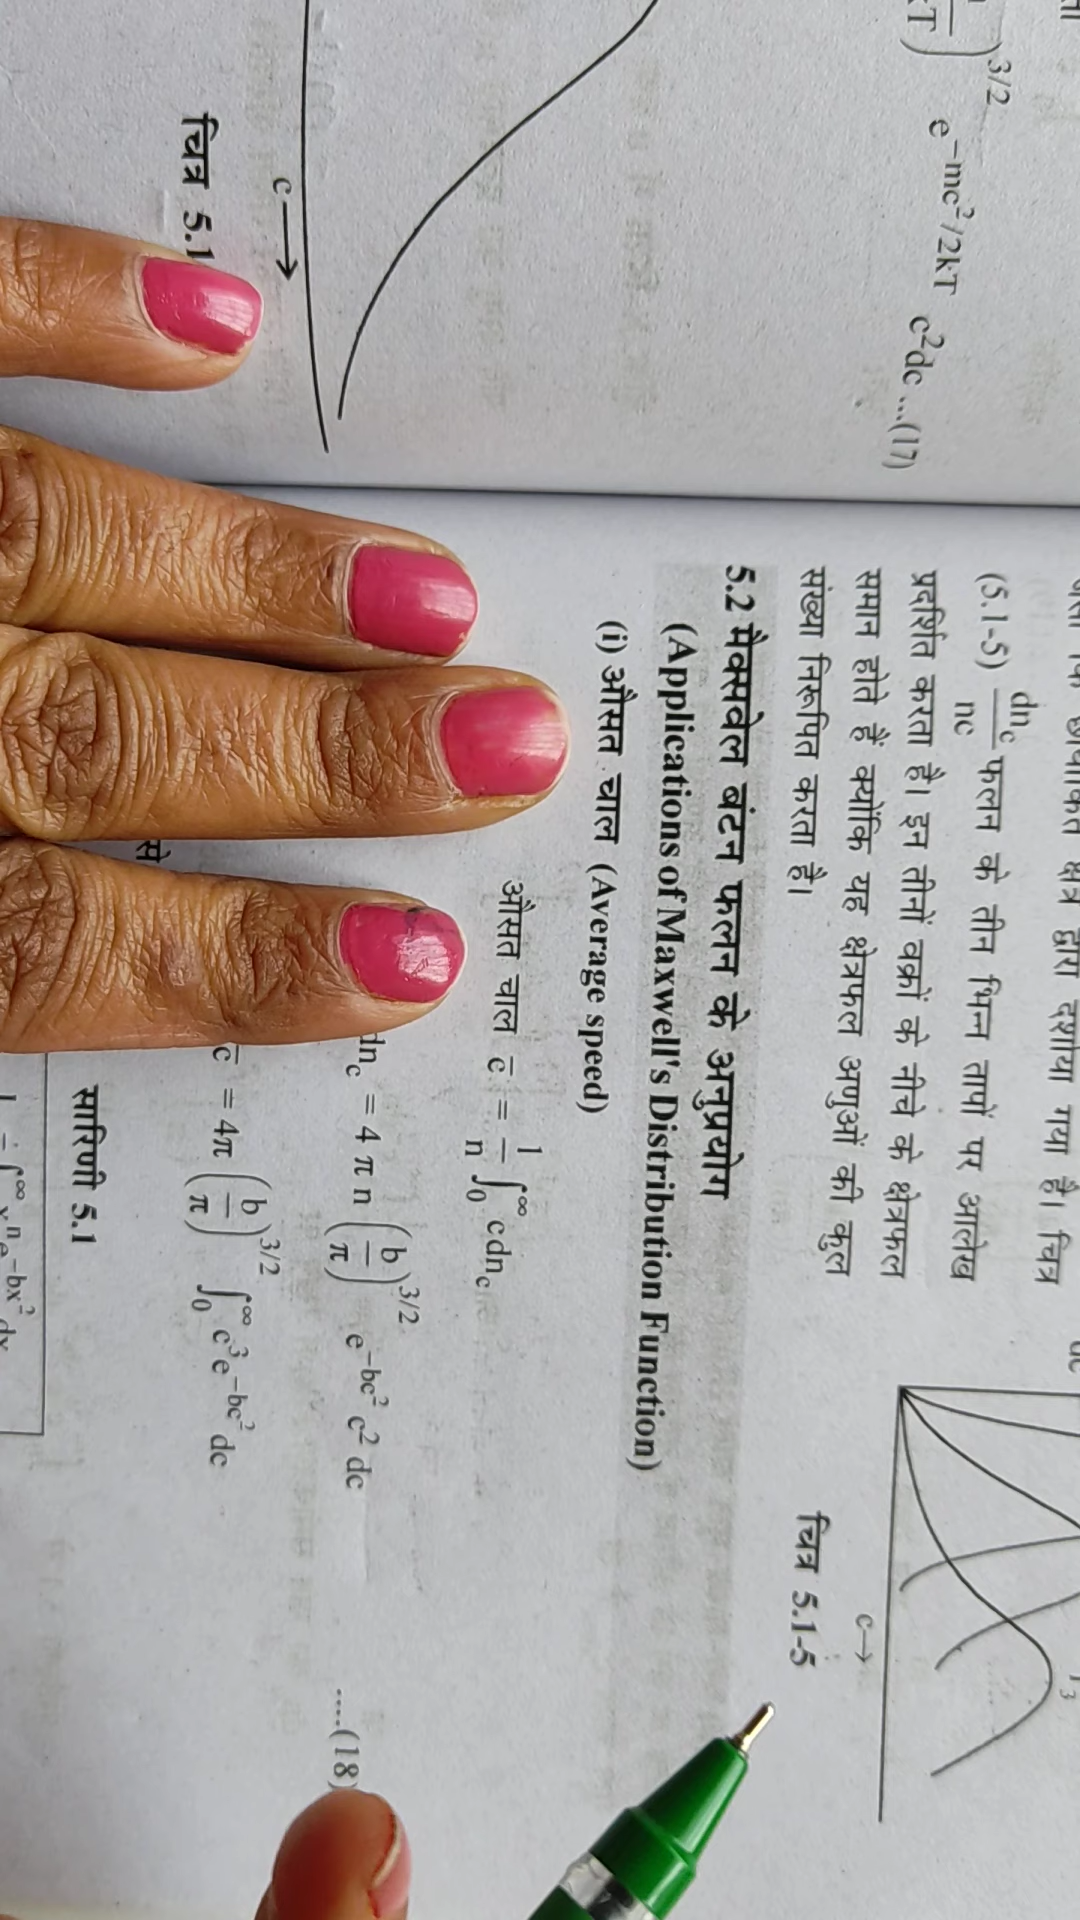 )^{3/2} e^{-mc²/2kT} c²dc ...(17)
c→
चित्र 5.1
क्षेत्र द्वारा दर्शाया गया है। चित्र
(5.1-5) dn_c/nc फलन के तीन भिन्न तापों पर आलेख
प्रदर्शित करता है। इन तीनों वक्रों के नीचे के क्षेत्रफल
समान होते हैं क्योंकि यह क्षेत्रफल अणुओं की कुल
संख्या निरूपित करता है।
c→
चित्र 5.1-5
5.2 मैक्सवेल बंटन फलन के अनुप्रयोग
(Applications of Maxwell's Distribution Function)
(i) औसत चाल (Average speed)
औसत चाल c̄ = 1/n ∫₀^∞ cdn_c
dn_c = 4 π n (b/π)^{3/2} e^{-bc²} c² dc ....(18)
से c̄ = 4π (b/π)^{3/2} ∫₀^∞ c³e^{-bc²} dc
सारिणी 5.1